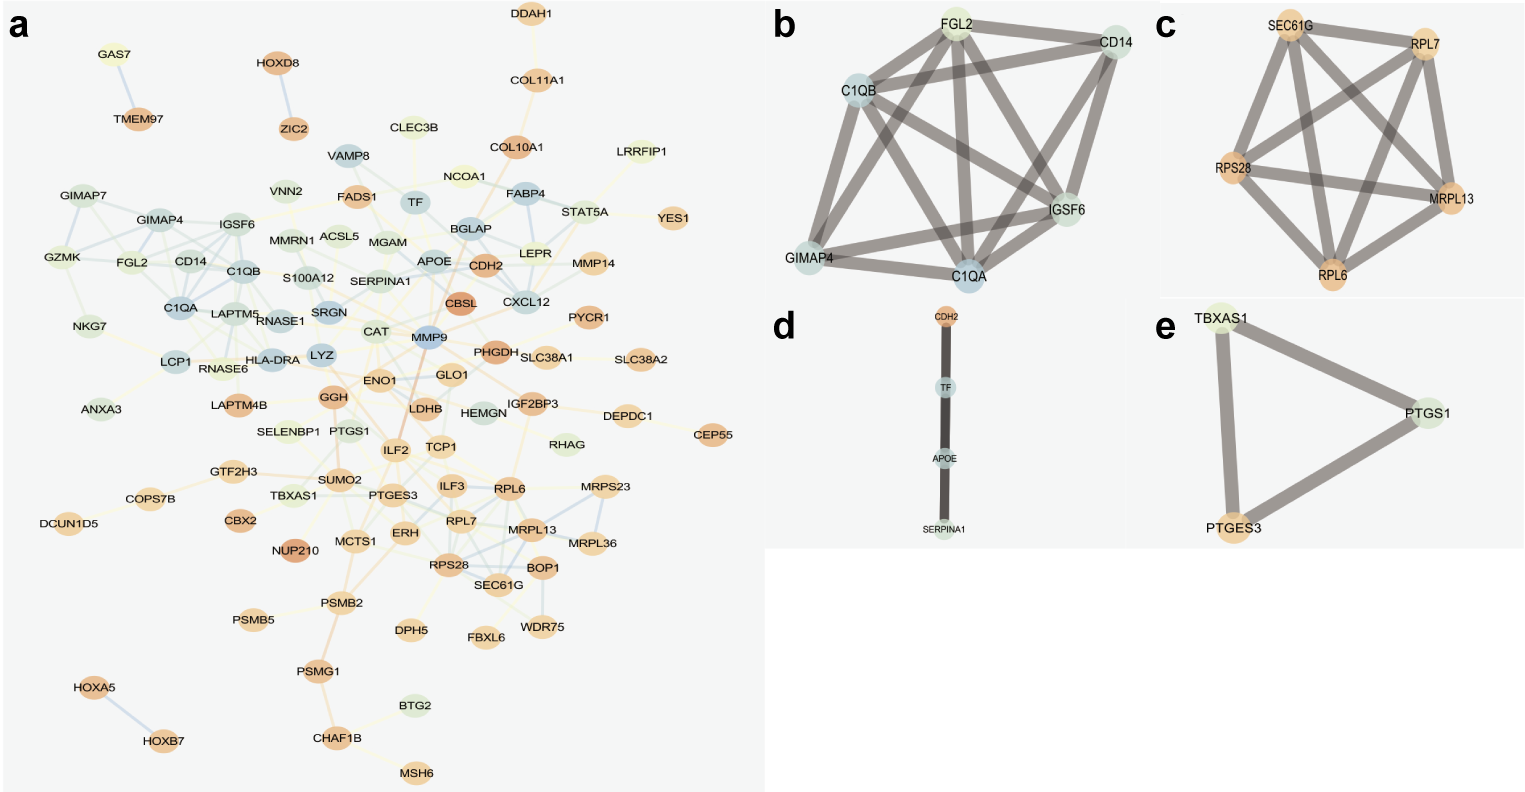 a
DDAH1
GAS7
HOXD8
COL11A1
TMEM97
ZIC2
CLEC3B
COL10A1
VAMP8
LRRFIP1
NCOA1
GIMAP7
VNN2
FADS1
TF
FABP4
STAT5A
YES1
GIMAP4
IGSF6
MMRN1
ACSL5
MGAM
BGLAP
GZMK
FGL2
CD14
C1QB
S100A12
SERPINA1
APOE
CDH2
LEPR
MMP14
C1QA
LAPTM5
RNASE1
SRGN
CBSL
CXCL12
NKG7
CAT
MMP9
PYCR1
LCP1
RNASE6
HLA-DRA
LYZ
PHGDH
SLC38A1
SLC38A2
ENO1
GLO1
ANXA3
LAPTM4B
GGH
LDHB
HEMGN
IGF2BP3
DEPDC1
CEP55
SELENBP1
PTGS1
ILF2
TCP1
RHAG
GTF2H3
SUMO2
COPS7B
TBXAS1
PTGES3
ILF3
RPL6
MRPS23
DCUN1D5
CBX2
NUP210
MCTS1
ERH
RPL7
MRPL13
MRPL36
RPS28
SEC61G
BOP1
PSMB5
PSMB2
DPH5
FBXL6
WDR75
PSMG1
HOXA5
HOXB7
BTG2
CHAF1B
MSH6
b
FGL2
CD14
C1QB
IGSF6
GIMAP4
C1QA
c
SEC61G
RPL7
RPS28
MRPL13
RPL6
d
CDH2
TF
APOE
SERPINA1
e
TBXAS1
PTGS1
PTGES3